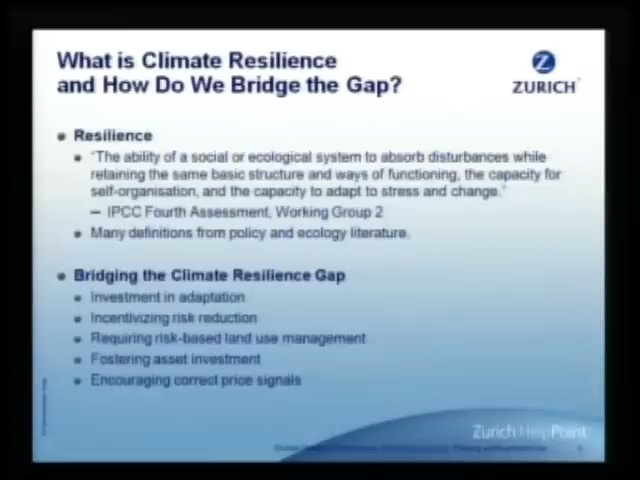 What is Climate Resilience
and How Do We Bridge the Gap?
Z
ZURICH
Resilience
"The ability of a social or ecological system to absorb disturbances while
retaining the same basic structure and ways of functioning, the capacity for
self-organisation, and the capacity to adapt to stress and change."
– IPCC Fourth Assessment, Working Group 2
Many definitions from policy and ecology literature.
Bridging the Climate Resilience Gap
Investment in adaptation
Incentivizing risk reduction
Requiring risk-based land use management
Fostering asset investment
Encouraging correct price signals
Zurich HelpPoint